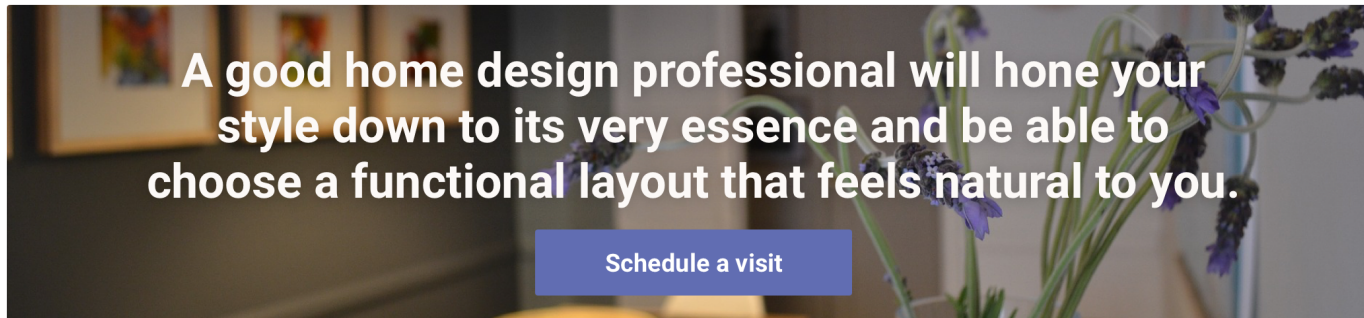 A good home design professional will hone your
style down to its very essence and be able to
choose a functional layout that feels natural to you.
Schedule a visit